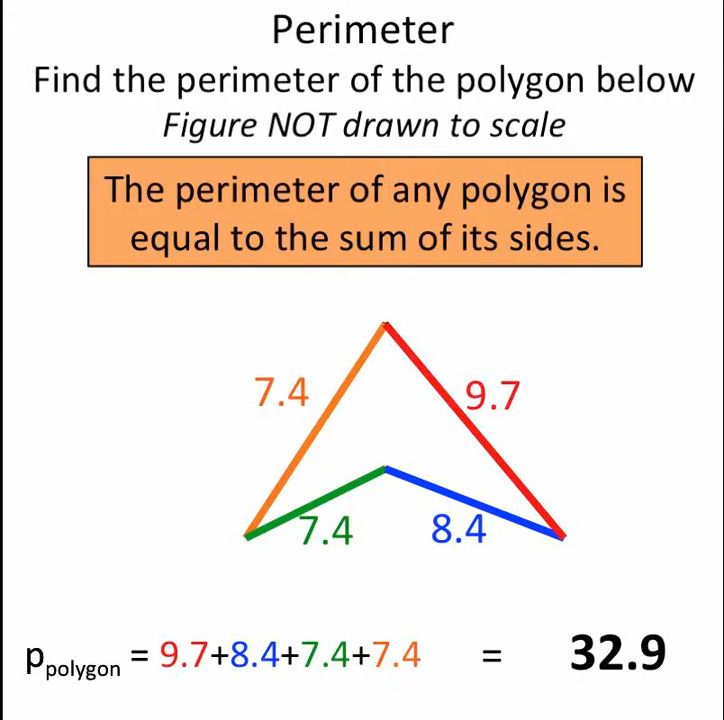 Perimeter
Find the perimeter of the polygon below
Figure NOT drawn to scale
The perimeter of any polygon is
equal to the sum of its sides.
7.4
9.7
7.4
8.4
Ppolygon = 9.7+8.4+7.4+7.4 = 32.9